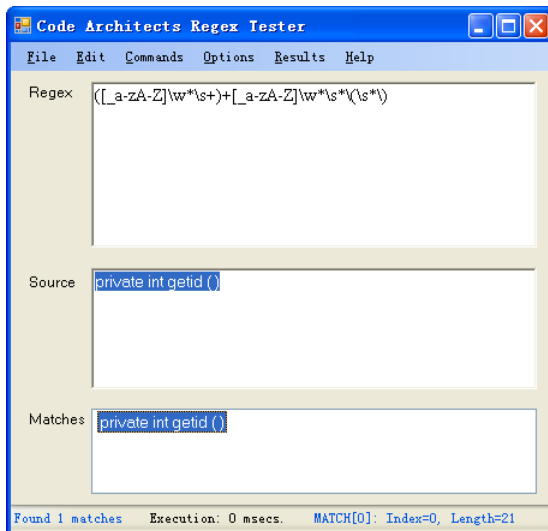 Code Architects Regex Tester
File Edit Commands Options Results Help
Regex ([_a-zA-Z]\w*\s+)+[_a-zA-Z]\w*\s*\(\s*\)
Source private int getid ()
Matches private int getid ()
Found 1 matches Execution: 0 msecs. MATCH[0]: Index=0, Length=21